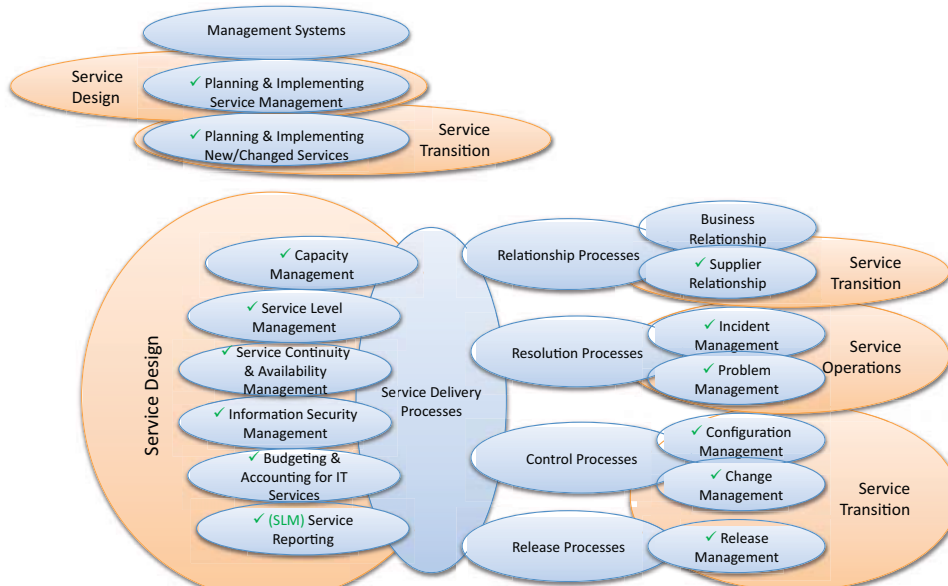 Management Systems
Service
Design
✓ Planning & Implementing
Service Management
✓ Planning & Implementing
New/Changed Services
Service
Transition
Service Design
✓ Capacity
Management
✓ Service Level
Management
✓ Service Continuity
& Availability
Management
✓ Information Security
Management
✓ Budgeting &
Accounting for IT
Services
✓ (SLM) Service
Reporting
Service Delivery
Processes
Relationship Processes
Business
Relationship
✓ Supplier
Relationship
Service
Transition
Resolution Processes
✓ Incident
Management
✓ Problem
Management
Service
Operations
Control Processes
✓ Configuration
Management
✓ Change
Management
Service
Transition
Release Processes
✓ Release
Management